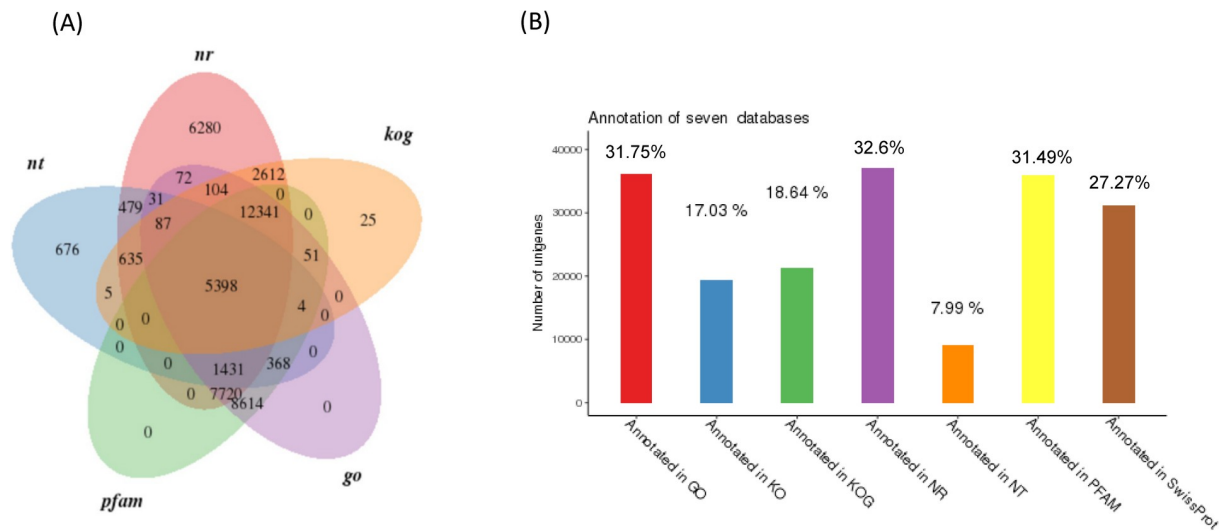 (A)
(B)
nr
kog
nt
pfam
go
6280
72
104
2612
0
479
31
87
12341
0
25
676
635
51
5398
5
4
0
0
0
0
0
0
0
1431
368
0
7720
8614
0
0
Annotation of seven databases
Number of unigenes
40000
30000
20000
10000
0
31.75%
17.03 %
18.64 %
32.6%
7.99 %
31.49%
27.27%
Annotated in GO
Annotated in KO
Annotated in KOG
Annotated in NR
Annotated in NT
Annotated in PFAM
Annotated in SwissProt